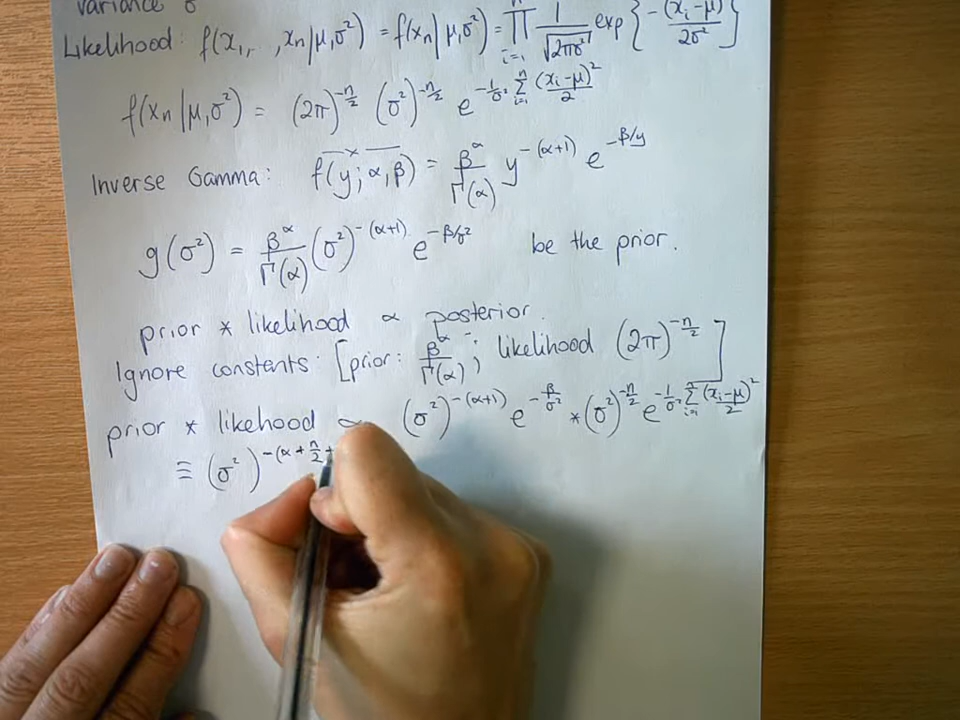 variance σ
Likelihood: f(x₁, , xₙ|μ,σ²) = f(xₙ|μ,σ²) = ∏ᵢ₌₁ⁿ 1/√(2πσ²) exp{-(xᵢ-μ)²/2σ²}
f(xₙ|μ,σ²) = (2π)^(-n/2) (σ²)^(-n/2) e^(-1/σ² Σᵢ₌₁ⁿ (xᵢ-μ)²/2)
Inverse Gamma: f(y; α, β) = β^α/Γ(α) y^(-(α+1)) e^(-β/y)
g(σ²) = β^α/Γ(α) (σ²)^(-(α+1)) e^(-β/σ²) be the prior.
prior * likelihood ∝ posterior.
Ignore constants: [prior: β^α/Γ(α) ; likelihood (2π)^(-n/2)]
prior * likehood ∝ (σ²)^(-(α+1)) e^(-β/σ²) * (σ²)^(-n/2) e^(-1/σ² Σᵢ₌₁ⁿ (xᵢ-μ)²/2)
≡ (σ²)^(-(α + n/2 +